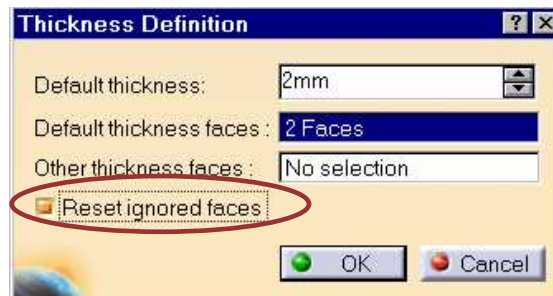 Thickness Definition
Default thickness: 2mm
Default thickness faces : 2 Faces
Other thickness faces : No selection
Reset ignored faces
OK Cancel